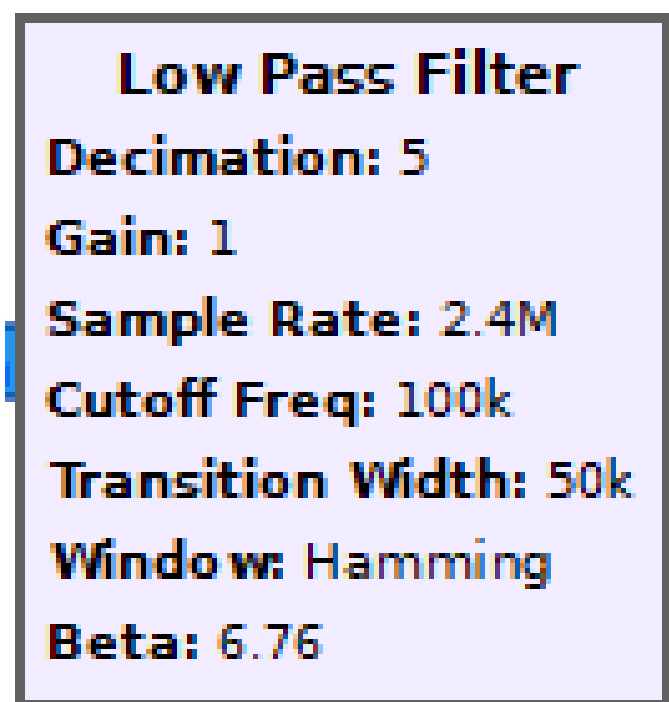 Low Pass Filter
Decimation: 5
Gain: 1
Sample Rate: 2.4M
Cutoff Freq: 100k
Transition Width: 50k
Window: Hamming
Beta: 6.76